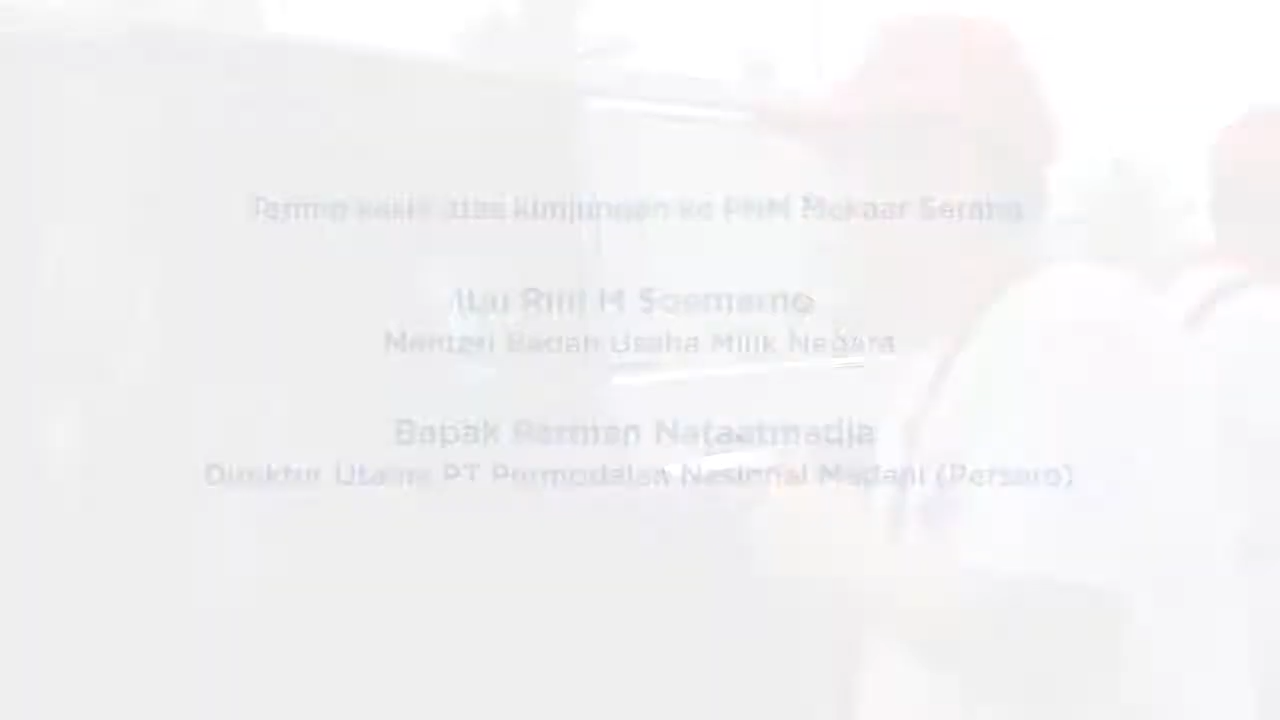 Terima kasih atas kunjungan ke PNM Mekaar Serang
Ibu Rini M Soemarno
Menteri Badan Usaha Milik Negara
Bapak Parman Nataatmadja
Direktur Utama PT Permodalan Nasional Madani (Persero)